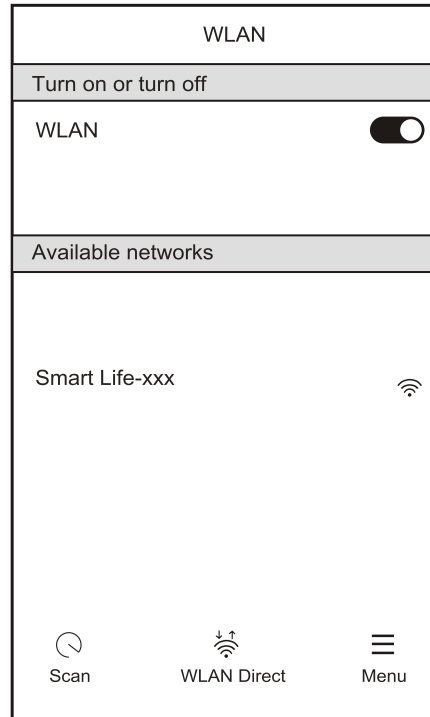 WLAN
Turn on or turn off
WLAN
Available networks
Smart Life-xxx
Scan
WLAN Direct
Menu